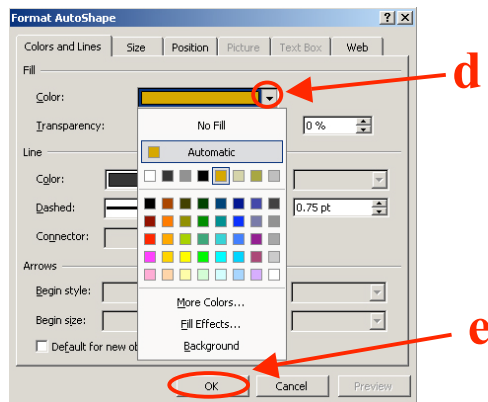 Format AutoShape
Colors and Lines Size Position Picture Text Box Web
Fill
Color:
d
Transparency: No Fill 0 %
Line Automatic
Color:
Dashed: 0.75 pt
Connector:
Arrows
Begin style:
More Colors...
Begin size: Fill Effects...
Default for new ob Background
e
OK Cancel Preview